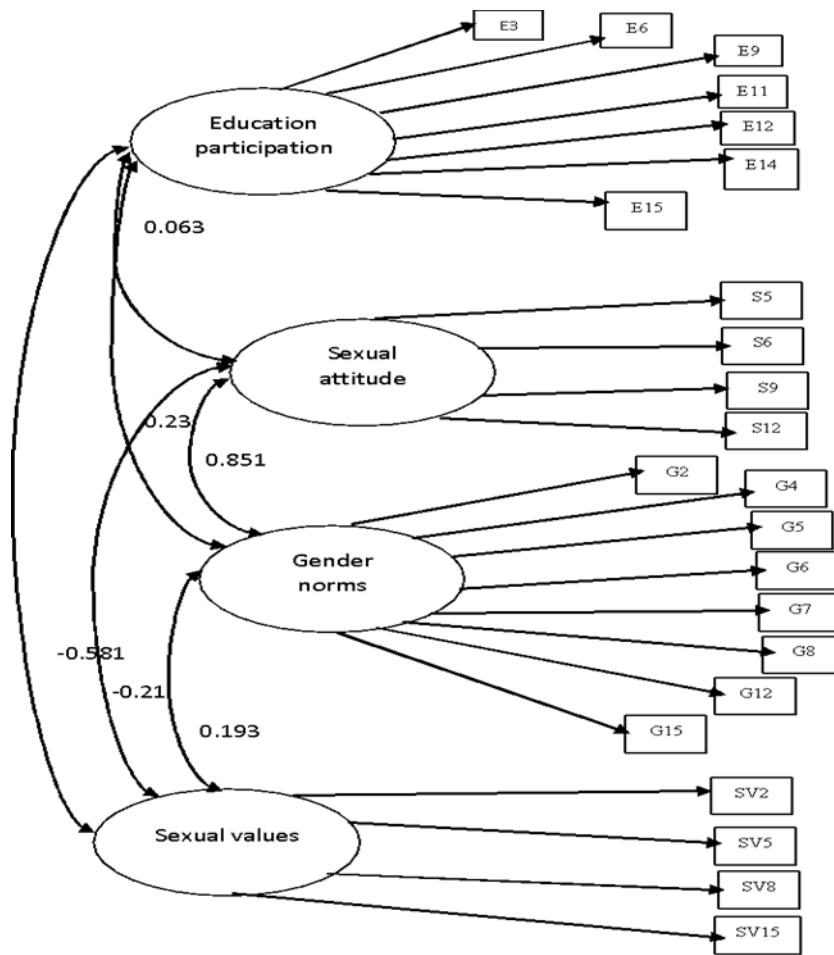 E3
E6
E9
E11
E12
E14
E15
Education
participation
0.063
S5
S6
S9
S12
Sexual
attitude
0.23
0.851
G2
G4
G5
G6
G7
G8
G12
G15
Gender
norms
-0.581
-0.21
0.193
SV2
SV5
SV8
SV15
Sexual values